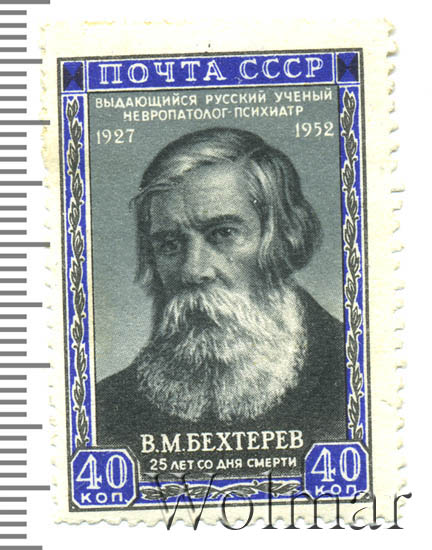 ПОЧТА СССР
ВЫДАЮЩИЙСЯ РУССКИЙ УЧЕНЫЙ
НЕВРОПАТОЛОГ-ПСИХИАТР
1927 1952
В.М.БЕХТЕРЕВ
25 ЛЕТ СО ДНЯ СМЕРТИ
40 КОП. 40 КОП.
Wolmar